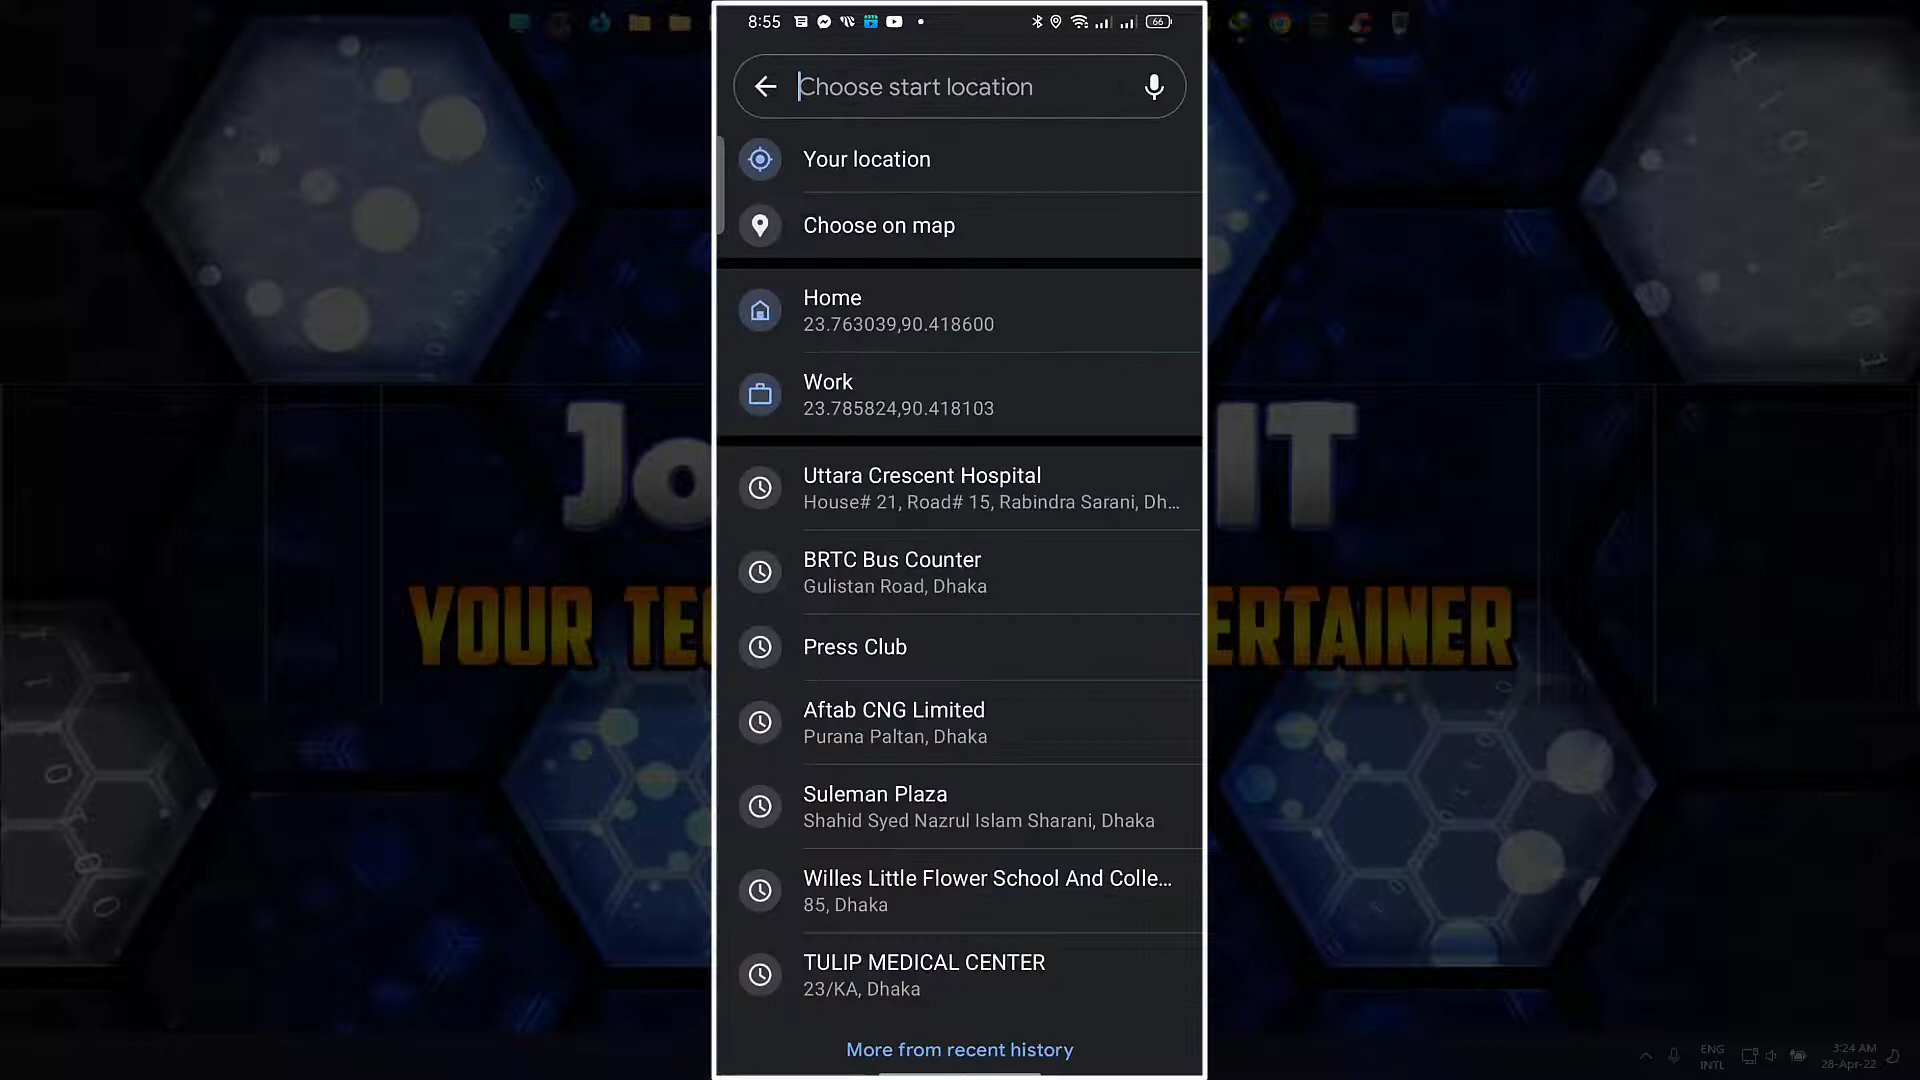 8:55
66
Choose start location
Your location
Choose on map
Home
23.763039,90.418600
Work
23.785824,90.418103
Uttara Crescent Hospital
House# 21, Road# 15, Rabindra Sarani, Dh...
BRTC Bus Counter
Gulistan Road, Dhaka
Press Club
Aftab CNG Limited
Purana Paltan, Dhaka
Suleman Plaza
Shahid Syed Nazrul Islam Sharani, Dhaka
Willes Little Flower School And Colle...
85, Dhaka
TULIP MEDICAL CENTER
23/KA, Dhaka
More from recent history
Jo
IT
YOUR TE
ERTAINER
ENG
INTL
3:24 AM
28-Apr-22